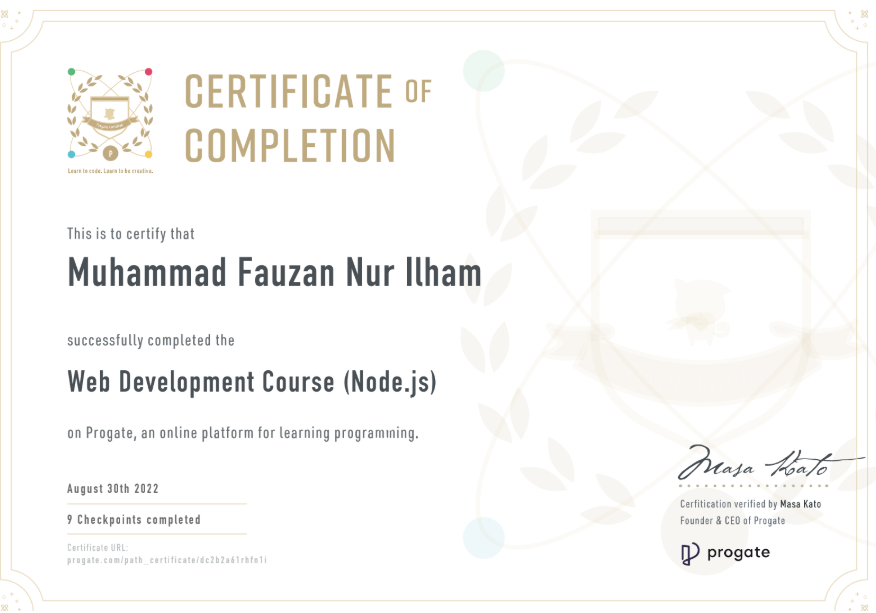 CERTIFICATE OF
COMPLETION
Learn to code. Learn to be creative.
This is to certify that
Muhammad Fauzan Nur Ilham
successfully completed the
Web Development Course (Node.js)
on Progate, an online platform for learning programming.
August 30th 2022
9 Checkpoints completed
Certificate URL:
progate.com/path_certificate/dc2b2a61rhfn1i
Masa Kato
Cerfitication verified by Masa Kato
Founder & CEO of Progate
progate